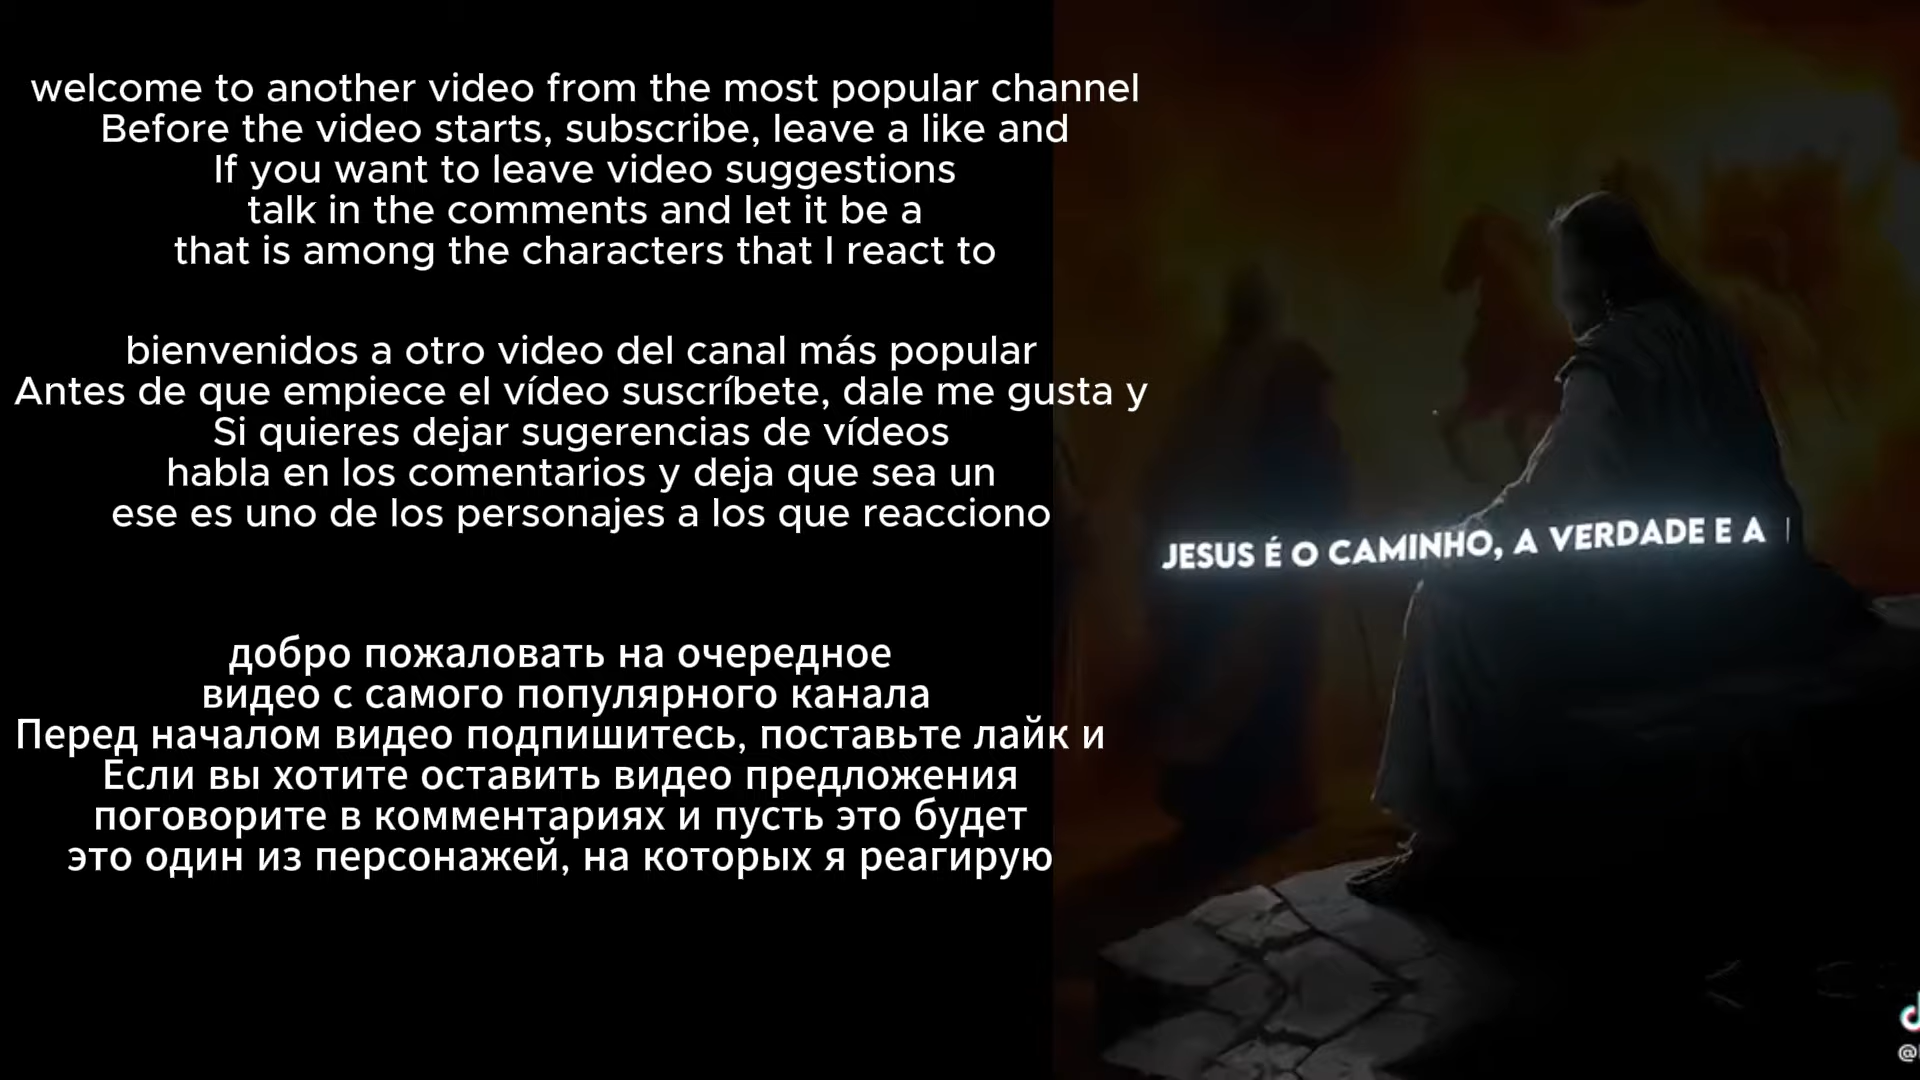 welcome to another video from the most popular channel
Before the video starts, subscribe, leave a like and
If you want to leave video suggestions
talk in the comments and let it be a
that is among the characters that I react to
bienvenidos a otro video del canal más popular
Antes de que empiece el vídeo suscríbete, dale me gusta y
Si quieres dejar sugerencias de vídeos
habla en los comentarios y deja que sea un
ese es uno de los personajes a los que reacciono
добро пожаловать на очередное
видео с самого популярного канала
Перед началом видео подпишитесь, поставьте лайк и
Если вы хотите оставить видео предложения
поговорите в комментариях и пусть это будет
это один из персонажей, на которых я реагирую
JESUS É O CAMINHO, A VERDADE E A